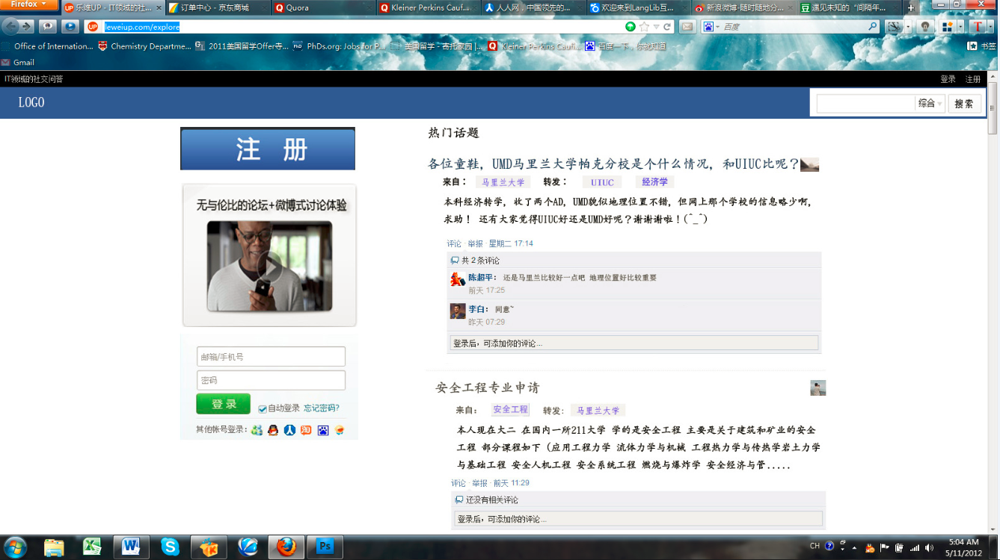 Firefox
乐维UP - IT领域的社...
订单中心 - 京东商城
Quora
Kleiner Perkins Cauf...
人人网，中国领先的...
欢迎来到LangLib互...
新浪微博-随时随地分...
遇见未知的“间隔年...
leweiup.com/explore
百度
Office of Internation...
Chemistry Departme...
2011美国留学Offer寺...
PhDs.org: Jobs for P...
美国留学 - 寄托家园 |...
Kleiner Perkins Caufi...
百度一下，你就知道
书签
Gmail
IT领域的社交问答
登录 注册
LOGO
综合
搜索
注 册
无与伦比的论坛+微博式讨论体验
邮箱/手机号
密码
登录
自动登录 忘记密码?
其他帐号登录：
热门话题
各位童鞋，UMD马里兰大学帕克分校是个什么情况，和UIUC比呢？
来自： 马里兰大学 转发： UIUC 经济学
本科经济转学，收了两个AD，UMD貌似地理位置不错，但网上那个学校的信息略少啊，
求助！ 还有大家觉得UIUC好还是UMD好呢？谢谢谢啦！(^_^)
评论 · 举报 · 星期二 17:14
共 2 条评论
陈超平： 还是马里兰比较好一点吧 地理位置好比较重要
前天 17:25
李白： 同意~
昨天 07:29
登录后，可添加你的评论...
安全工程专业申请
来自： 安全工程 转发： 马里兰大学
本人现在大二 在国内一所211大学 学的是安全工程 主要是关于建筑和矿业的安全
工程 部分课程如下（应用工程力学 流体力学与机械 工程热力学与传热学岩土力学
与基础工程 安全人机工程 安全系统工程 燃烧与爆炸学 安全经济与管.....
评论 · 举报 · 前天 11:29
还没有相关评论
登录后，可添加你的评论...
CH
5:04 AM
5/11/2012